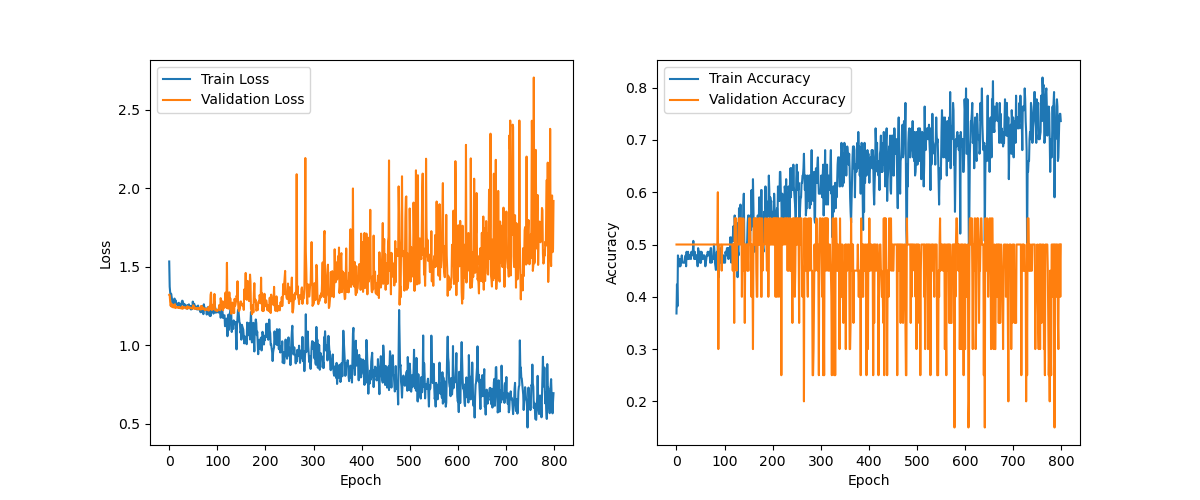 Train Loss
Validation Loss
2.5
2.0
1.5
1.0
0.5
Loss
0 100 200 300 400 500 600 700 800
Epoch
Train Accuracy
Validation Accuracy
0.8
0.7
0.6
0.5
0.4
0.3
0.2
Accuracy
0 100 200 300 400 500 600 700 800
Epoch